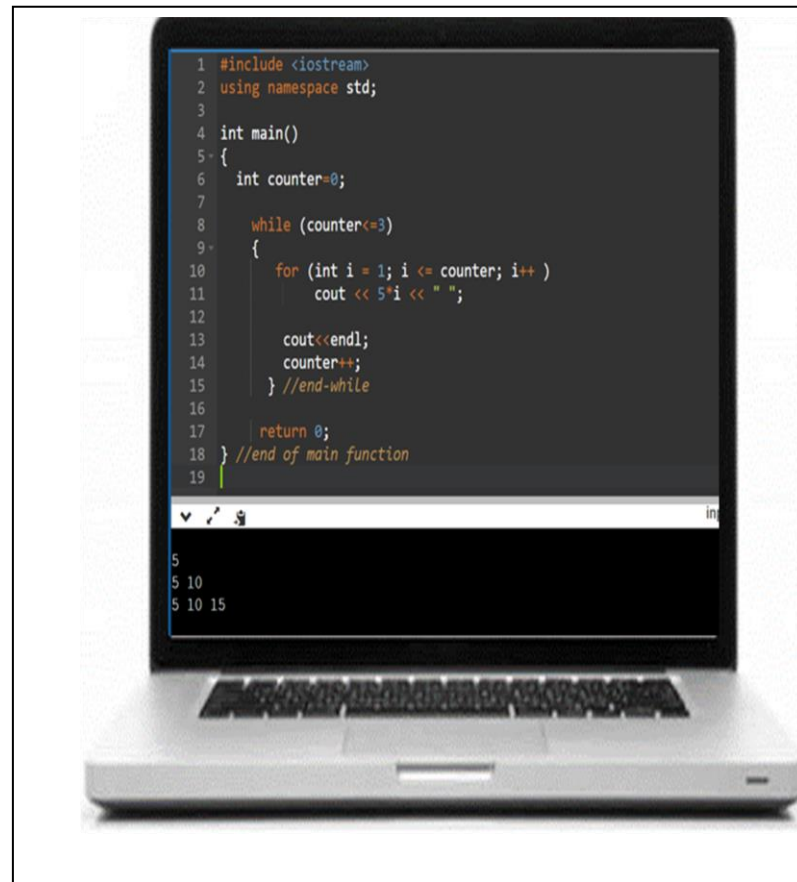 1 #include <iostream>
2 using namespace std;
3
4 int main()
5 {
6 int counter=0;
7
8 while (counter<=3)
9 {
10 for (int i = 1; i <= counter; i++ )
11 cout << 5*i << " ";
12
13 cout<<endl;
14 counter++;
15 } //end-while
16
17 return 0;
18 } //end of main function
19
5
5 10
5 10 15